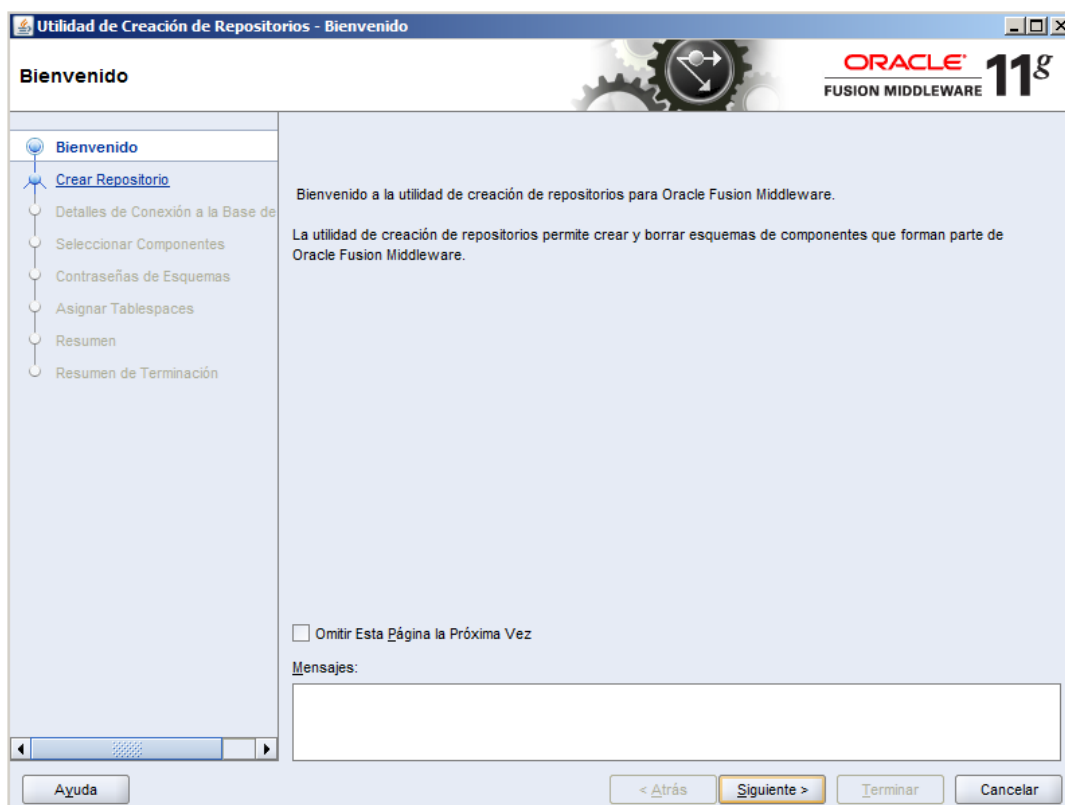 Utilidad de Creación de Repositorios - Bienvenido
Bienvenido
ORACLE
FUSION MIDDLEWARE
11g
Bienvenido
Crear Repositorio
Detalles de Conexión a la Base de
Seleccionar Componentes
Contraseñas de Esquemas
Asignar Tablespaces
Resumen
Resumen de Terminación
Bienvenido a la utilidad de creación de repositorios para Oracle Fusion Middleware.
La utilidad de creación de repositorios permite crear y borrar esquemas de componentes que forman parte de
Oracle Fusion Middleware.
Omitir Esta Página la Próxima Vez
Mensajes:
Ayuda
< Atrás
Siguiente >
Terminar
Cancelar